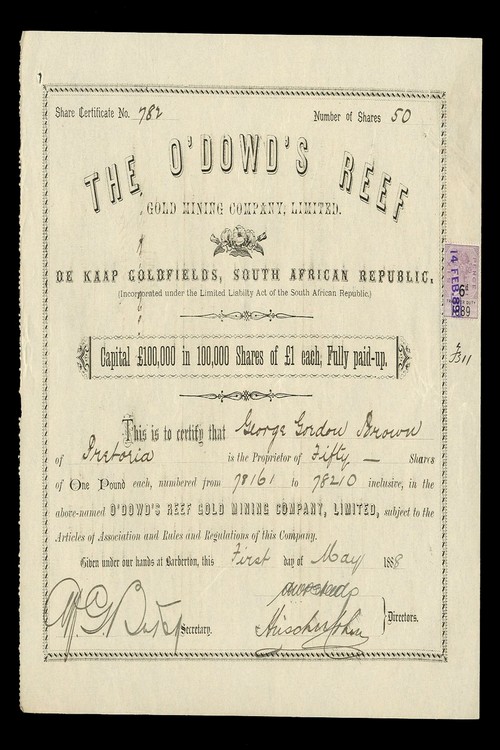 Share Certificate No. 782
Number of Shares 50
THE O'DOWD'S REEF
GOLD MINING COMPANY, LIMITED.
DE KAAP GOLDFIELDS, SOUTH AFRICAN REPUBLIC.
(Incorporated under the Limited Liabilty Act of the South African Republic.)
14 FEB. 89
6d
Capital £100,000 in 100,000 Shares of £1 each, Fully paid-up.
This is to certify that George Gordon Brown
of Pretoria is the Proprietor of Fifty — Shares
of One Pound each, numbered from 78161 to 78210 inclusive, in the
above-named O'DOWD'S REEF GOLD MINING COMPANY, LIMITED, subject to the
Articles of Association and Rules and Regulations of this Company.
Given under our hands at Barberton, this First day of May 1888
Secretary.
Directors.